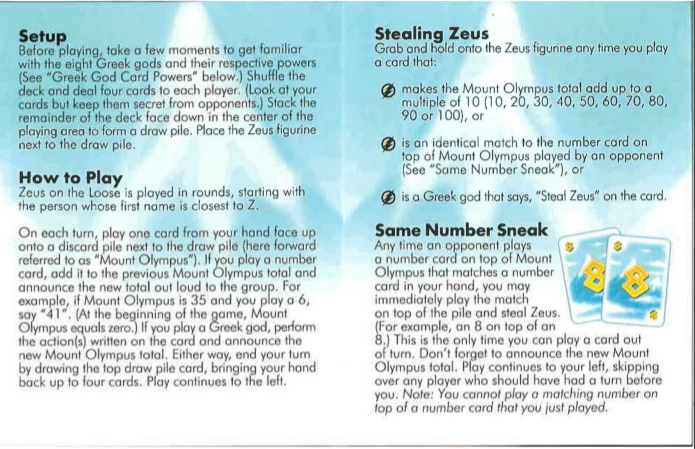 Setup
Before playing, take a few moments to get familiar
with the eight Greek gods and their respective powers
(See "Greek God Card Powers" below.) Shuffle the
deck and deal four cards to each player. (Look at your
cards but keep them secret from opponents.) Stack the
remainder of the deck face down in the center of the
playing area to form a draw pile. Place the Zeus figurine
next to the draw pile.
How to Play
Zeus on the Loose is played in rounds, starting with
the person whose first name is closest to Z.
On each turn, play one card from your hand face up
onto a discard pile next to the draw pile (here forward
referred to as "Mount Olympus"). If you play a number
card, add it to the previous Mount Olympus total and
announce the new total out loud to the group. For
example, if Mount Olympus is 35 and you play a 6,
say "41". (At the beginning of the game, Mount
Olympus equals zero.) If you play a Greek god, perform
the action(s) written on the card and announce the
new Mount Olympus total. Either way, end your turn
by drawing the top draw pile card, bringing your hand
back up to four cards. Play continues to the left.
Stealing Zeus
Grab and hold onto the Zeus figurine any time you play
a card that:
makes the Mount Olympus total add up to a
multiple of 10 (10, 20, 30, 40, 50, 60, 70, 80,
90 or 100), or
is an identical match to the number card on
top of Mount Olympus played by an opponent
(See "Same Number Sneak"), or
is a Greek god that says, "Steal Zeus" on the card.
Same Number Sneak
Any time an opponent plays
a number card on top of Mount
Olympus that matches a number
card in your hand, you may
immediately play the match
on top of the pile and steal Zeus.
(For example, an 8 on top of an
8.) This is the only time you can play a card out
of turn. Don't forget to announce the new Mount
Olympus total. Play continues to your left, skipping
over any player who should have had a turn before
you. Note: You cannot play a matching number on
top of a number card that you just played.
8 8
8
8
8